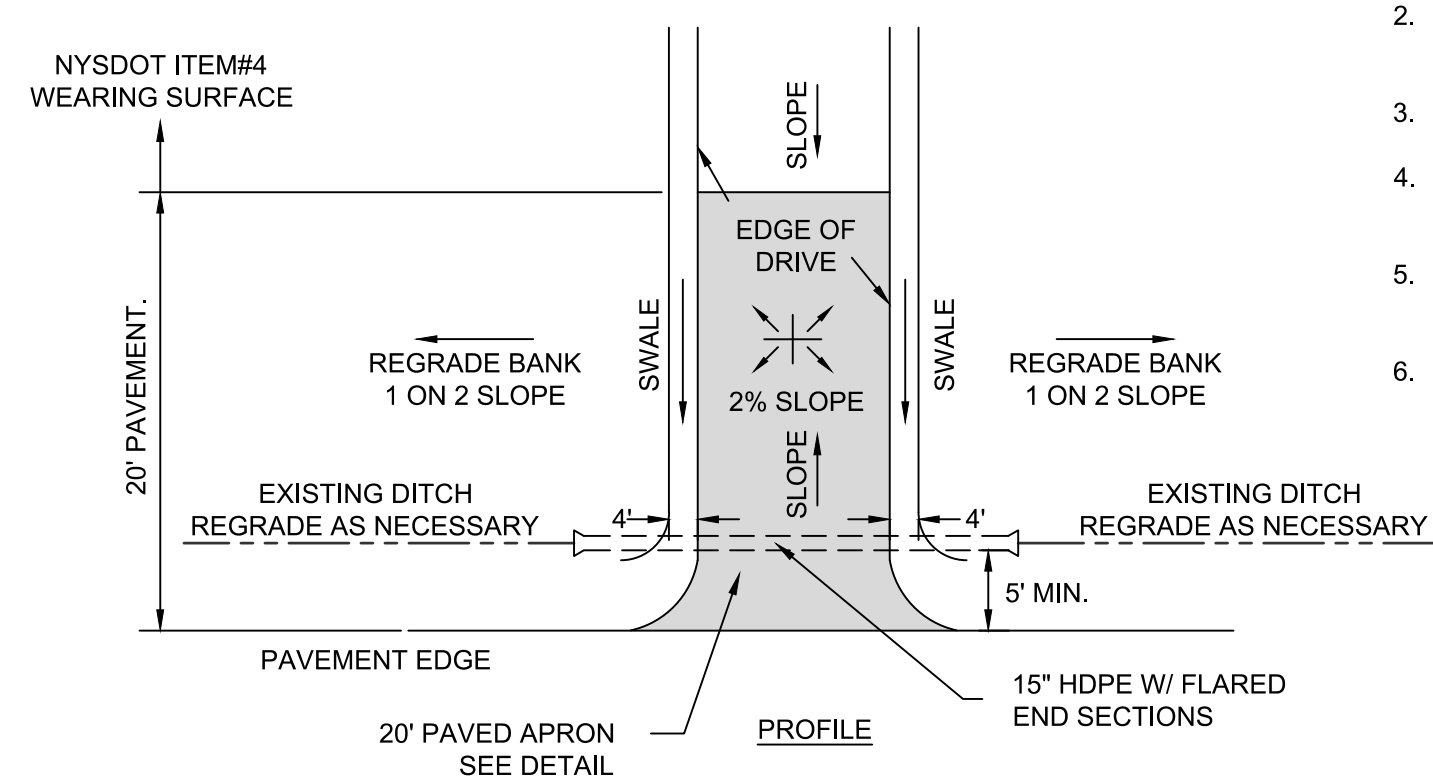 2.
NYSDOT ITEM#4
WEARING SURFACE
SLOPE
3.
4.
EDGE OF
DRIVE
5.
20' PAVEMENT.
SWALE
SWALE
REGRADE BANK
1 ON 2 SLOPE
REGRADE BANK
1 ON 2 SLOPE
6.
2% SLOPE
SLOPE
EXISTING DITCH
REGRADE AS NECESSARY
4'
4'
EXISTING DITCH
REGRADE AS NECESSARY
5' MIN.
PAVEMENT EDGE
15" HDPE W/ FLARED
END SECTIONS
20' PAVED APRON
SEE DETAIL
PROFILE